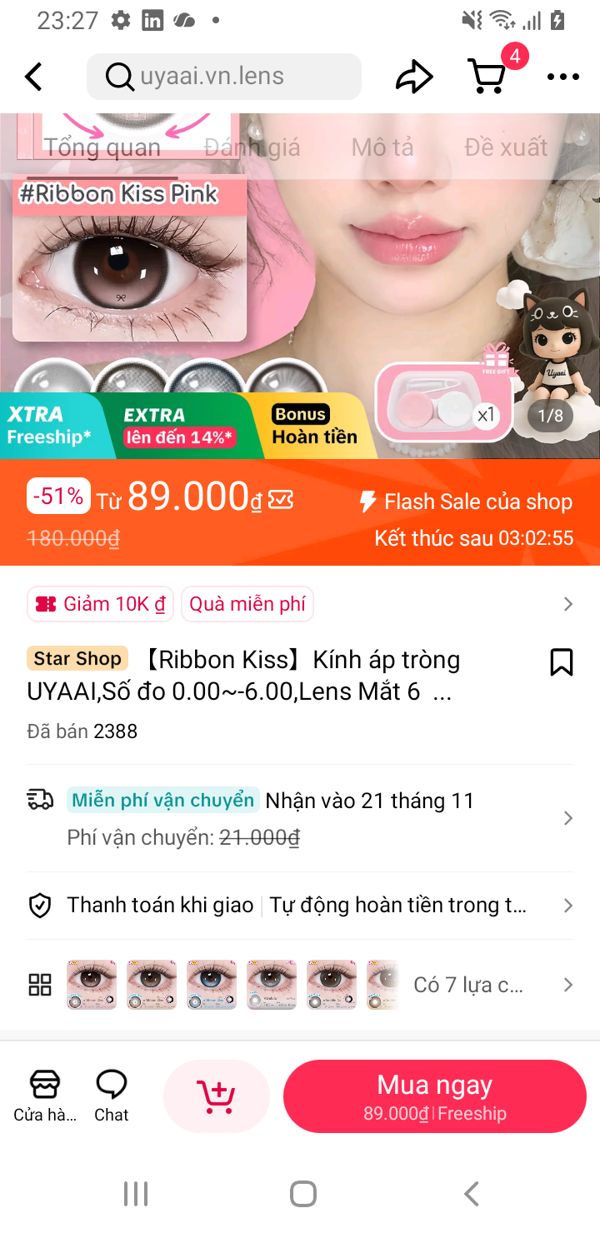 23:27
uyaai.vn.lens
4
Tổng quan
Đánh giá
Mô tả
Đề xuất
#Ribbon Kiss Pink
Uyaai
FREE GIFT
x1
1/8
XTRA
Freeship*
EXTRA
lên đến 14%*
Bonus
Hoàn tiền
-51% Từ 89.000₫
Flash Sale của shop
180.000₫
Kết thúc sau 03:02:55
Giảm 10K ₫
Quà miễn phí
Star Shop 【Ribbon Kiss】Kính áp tròng
UYAAI,Số đo 0.00~-6.00,Lens Mắt 6 ...
Đã bán 2388
Miễn phí vận chuyển Nhận vào 21 tháng 11
Phí vận chuyển: 21.000₫
Thanh toán khi giao | Tự động hoàn tiền trong t...
Có 7 lựa c...
Cửa hà...
Chat
Mua ngay
89.000₫ | Freeship